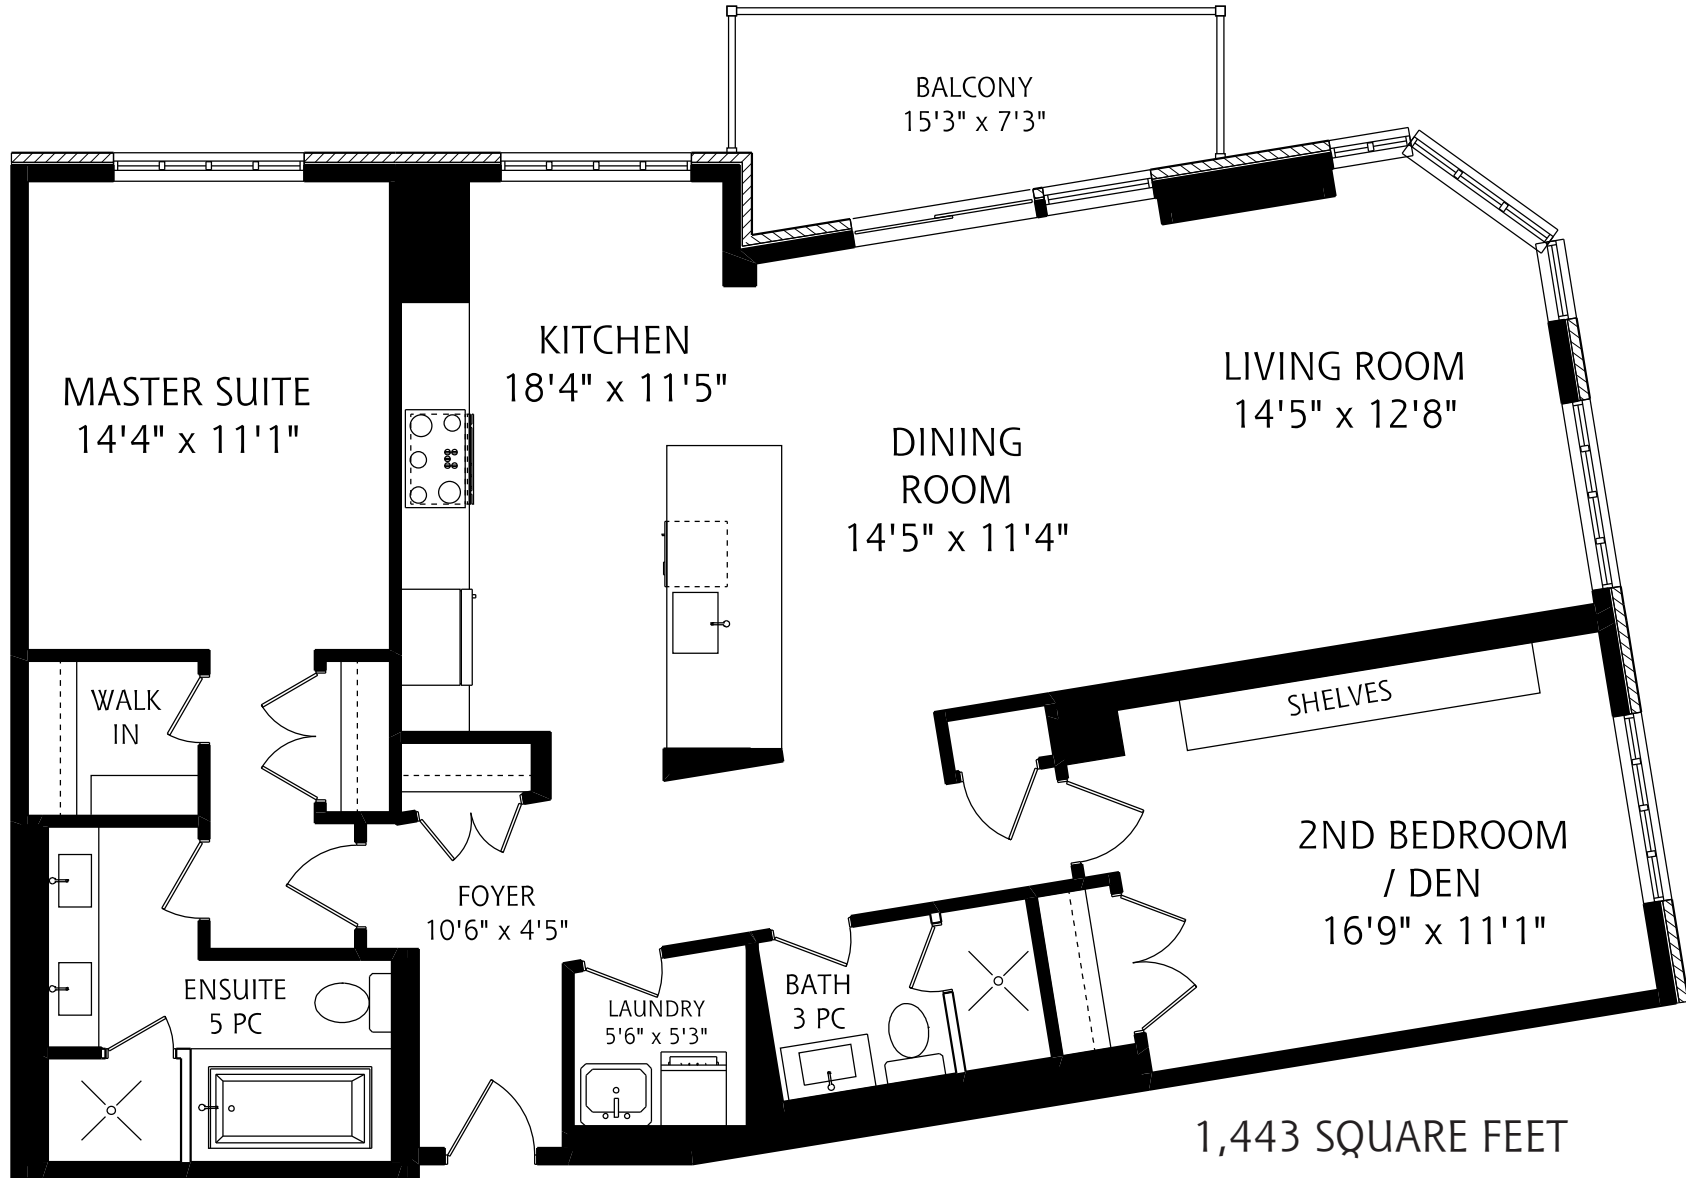 BALCONY
15'3" x 7'3"
KITCHEN
18'4" x 11'5"
LIVING ROOM
14'5" x 12'8"
MASTER SUITE
14'4" x 11'1"
DINING
ROOM
14'5" x 11'4"
WALK
IN
SHELVES
2ND BEDROOM
/ DEN
16'9" x 11'1"
FOYER
10'6" x 4'5"
ENSUITE
5 PC
LAUNDRY
5'6" x 5'3"
BATH
3 PC
1,443 SQUARE FEET